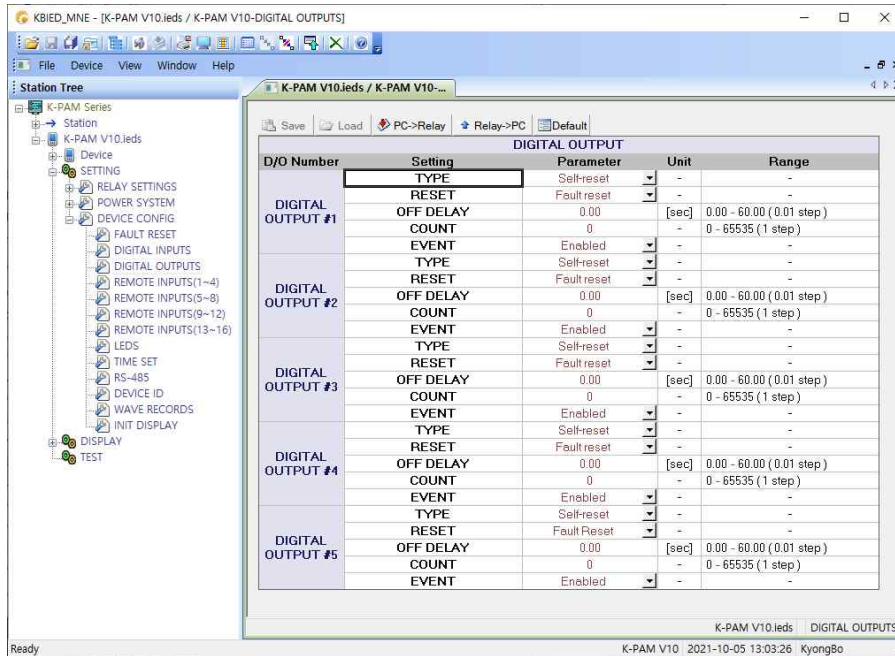 KBIED_MNE - [K-PAM V10.ieds / K-PAM V10-DIGITAL OUTPUTS]
File Device View Window Help
Station Tree
K-PAM V10.ieds / K-PAM V10-...
K-PAM Series
Station
K-PAM V10.ieds
Device
SETTING
RELAY SETTINGS
POWER SYSTEM
DEVICE CONFIG
FAULT RESET
DIGITAL INPUTS
DIGITAL OUTPUTS
REMOTE INPUTS(1~4)
REMOTE INPUTS(5~8)
REMOTE INPUTS(9~12)
REMOTE INPUTS(13~16)
LEDS
TIME SET
RS-485
DEVICE ID
WAVE RECORDS
INIT DISPLAY
DISPLAY
TEST
Save Load PC->Relay Relay->PC Default
DIGITAL OUTPUT
D/O Number Setting Parameter Unit Range
DIGITAL OUTPUT #1
TYPE Self-reset - -
RESET Fault reset - -
OFF DELAY 0.00 [sec] 0.00 - 60.00 ( 0.01 step )
COUNT 0 - 0 - 65535 ( 1 step )
EVENT Enabled - -
DIGITAL OUTPUT #2
TYPE Self-reset - -
RESET Fault reset - -
OFF DELAY 0.00 [sec] 0.00 - 60.00 ( 0.01 step )
COUNT 0 - 0 - 65535 ( 1 step )
EVENT Enabled - -
DIGITAL OUTPUT #3
TYPE Self-reset - -
RESET Fault reset - -
OFF DELAY 0.00 [sec] 0.00 - 60.00 ( 0.01 step )
COUNT 0 - 0 - 65535 ( 1 step )
EVENT Enabled - -
DIGITAL OUTPUT #4
TYPE Self-reset - -
RESET Fault reset - -
OFF DELAY 0.00 [sec] 0.00 - 60.00 ( 0.01 step )
COUNT 0 - 0 - 65535 ( 1 step )
EVENT Enabled - -
DIGITAL OUTPUT #5
TYPE Self-reset - -
RESET Fault Reset - -
OFF DELAY 0.00 [sec] 0.00 - 60.00 ( 0.01 step )
COUNT 0 - 0 - 65535 ( 1 step )
EVENT Enabled - -
K-PAM V10.ieds DIGITAL OUTPUTS
Ready K-PAM V10 2021-10-05 13:03:26 KyongBo